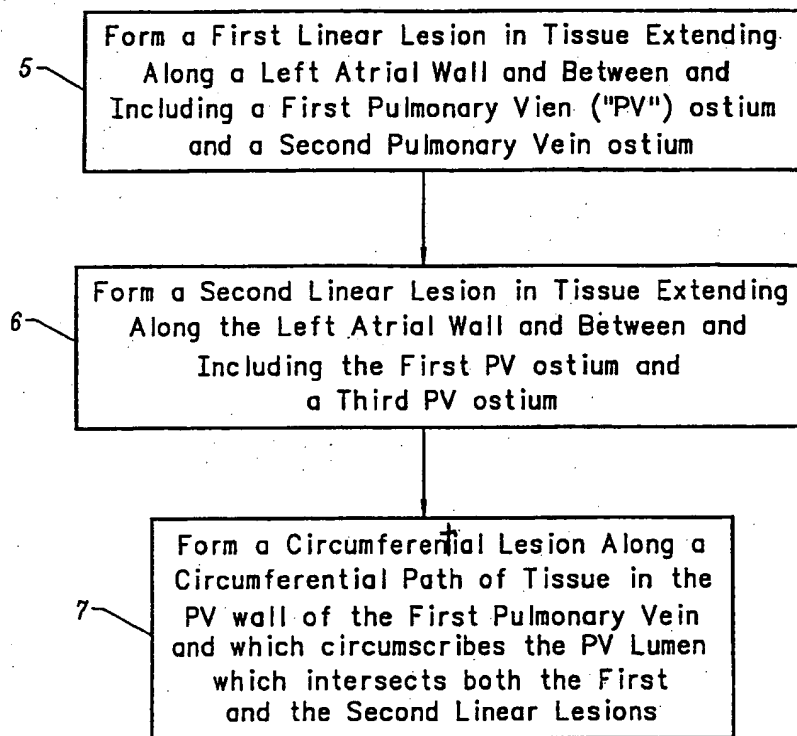 Form a First Linear Lesion in Tissue Extending
5
Along a Left Atrial Wall and Between and
Including a First Pulmonary Vien ("PV") ostium
and a Second Pulmonary Vein ostium
Form a Second Linear Lesion in Tissue Extending
6
Along the Left Atrial Wall and Between and
Including the First PV ostium and
a Third PV ostium
Form a Circumferential Lesion Along a
Circumferential Path of Tissue in the
7
PV wall of the First Pulmonary Vein
and which circumscribes the PV Lumen
which intersects both the First
and the Second Linear Lesions